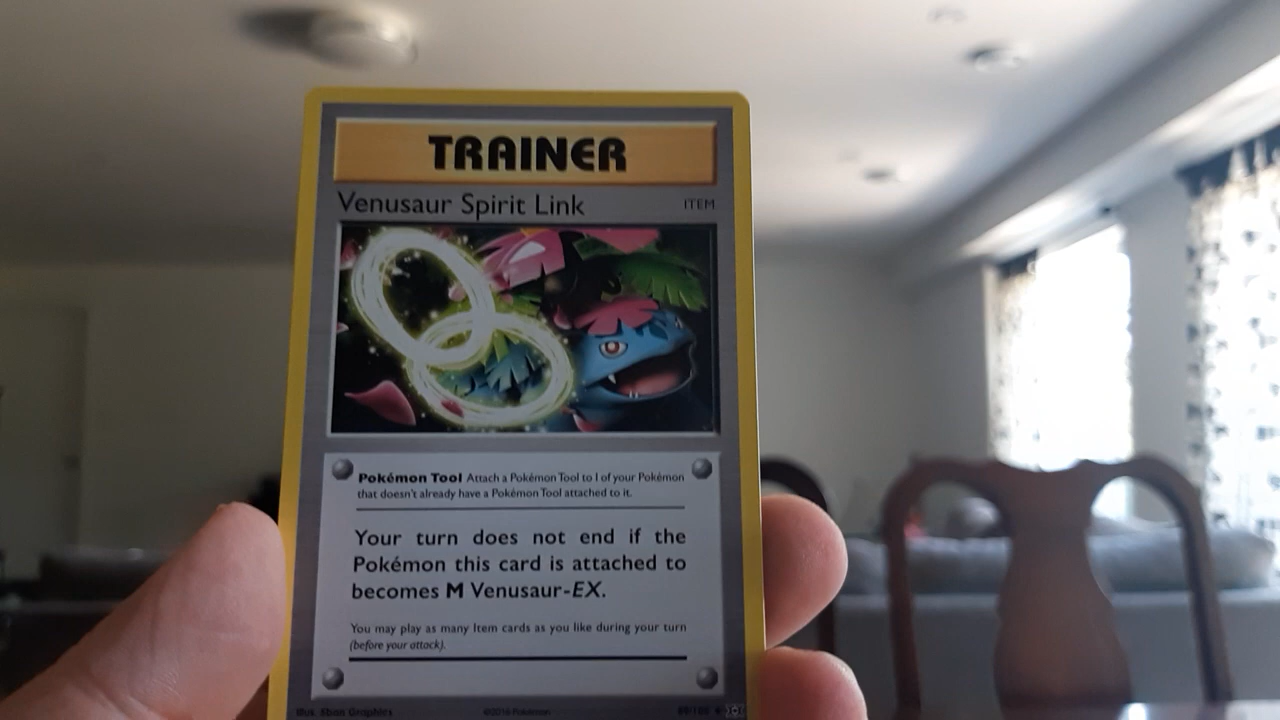 TRAINER
Venusaur Spirit Link ITEM
Pokémon Tool Attach a Pokémon Tool to 1 of your Pokémon
that doesn't already have a Pokémon Tool attached to it.
Your turn does not end if the
Pokémon this card is attached to
becomes M Venusaur-EX.
You may play as many Item cards as you like during your turn
(before your attack).
Illus. 5ban Graphics ©2016 Pokémon